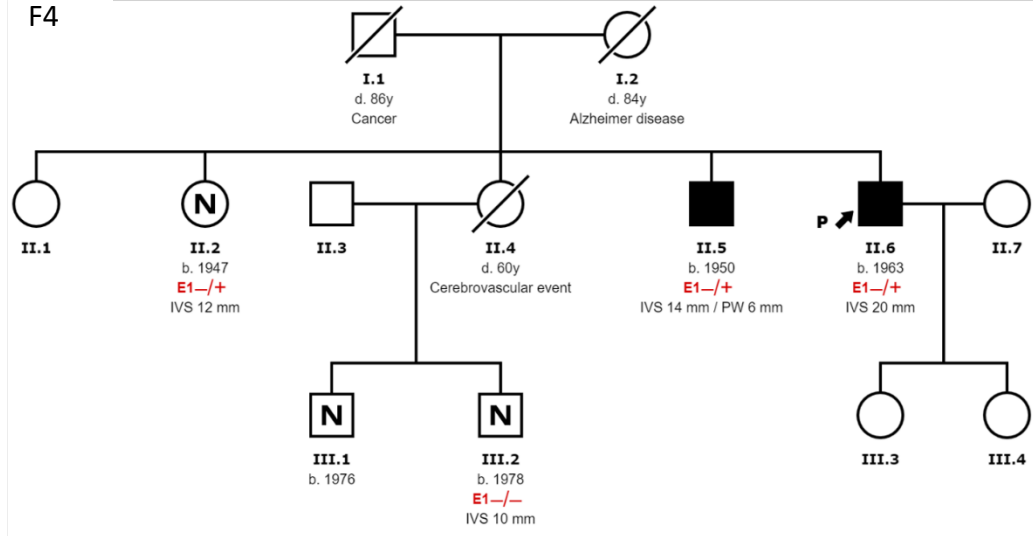 F4
I.1
d. 86y
Cancer
I.2
d. 84y
Alzheimer disease
II.1
N
II.2
b. 1947
E1—/+
IVS 12 mm
II.3
II.4
d. 60y
Cerebrovascular event
II.5
b. 1950
E1—/+
IVS 14 mm / PW 6 mm
P
II.6
b. 1963
E1—/+
IVS 20 mm
II.7
N
III.1
b. 1976
N
III.2
b. 1978
E1—/—
IVS 10 mm
III.3
III.4